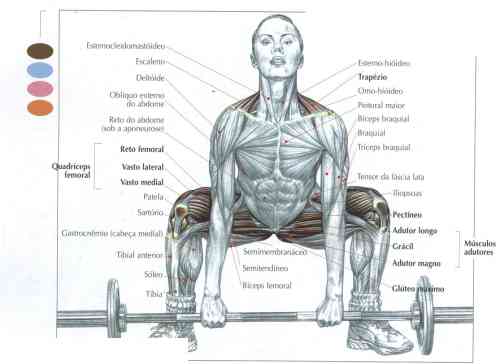 Esternocleidomastóideo
Escaleno
Deltóide
Oblíquo externo
do abdome
Reto do abdome
(sob a aponeurose)
Quadríceps
femoral
Reto femoral
Vasto lateral
Vasto medial
Patela
Sartório
Gastrocnêmio (cabeça medial)
Tibial anterior
Sóleo
Tíbia
Semimembranáceo
Semitendíneo
Bíceps femoral
Esterno-hióideo
Trapézio
Omo-hióideo
Peitoral maior
Bíceps braquial
Braquial
Tríceps braquial
Tensor da fáscia lata
Iliopsoas
Pectíneo
Adutor longo
Grácil
Adutor magno
Músculos
adutores
Glúteo máximo